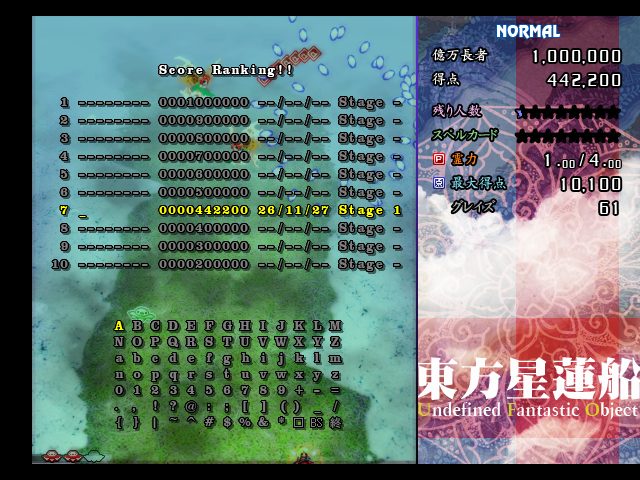 Score Ranking!!
1 -------- 0001000000 --/--/-- Stage -
2 -------- 0000900000 --/--/-- Stage -
3 -------- 0000800000 --/--/-- Stage -
4 -------- 0000700000 --/--/-- Stage -
5 -------- 0000600000 --/--/-- Stage -
6 -------- 0000500000 --/--/-- Stage -
7 _ 0000442200 26/11/27 Stage 1
8 -------- 0000400000 --/--/-- Stage -
9 -------- 0000300000 --/--/-- Stage -
10 -------- 0000200000 --/--/-- Stage -
A B C D E F G H I J K L M
N O P Q R S T U V W X Y Z
a b c d e f g h i j k l m
n o p q r s t u v w x y z
0 1 2 3 4 5 6 7 8 9 + - =
. , ! ? @ : ; [ ] ( ) _ /
{ } | ~ ^ # $ % & * □ BS 終
NORMAL
億万長者 1,000,000
得点 442,200
残り人数
スペルカード
P 霊力 1.00/4.00
点 最大得点 10,100
グレイズ 61
東方星蓮船
Undefined Fantastic Object